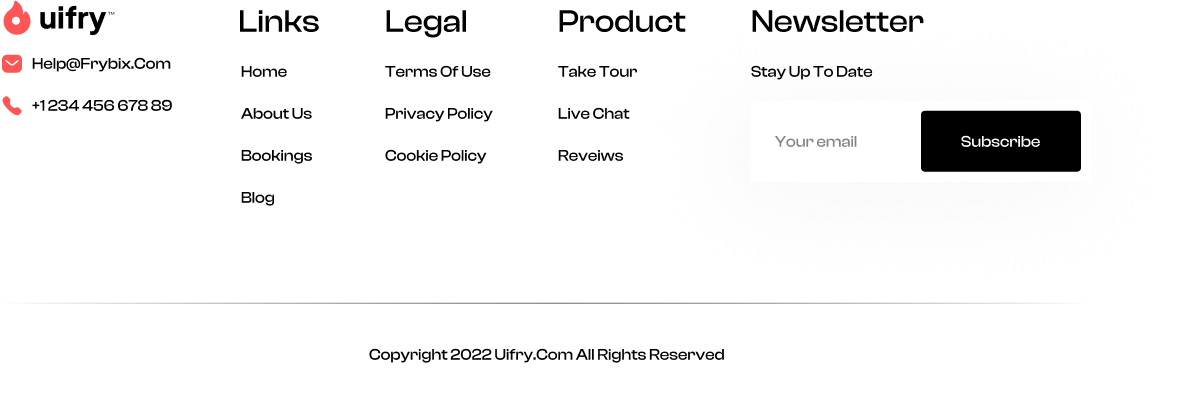 uifry™
Help@Frybix.Com
+1 234 456 678 89
Links
Home
About Us
Bookings
Blog
Legal
Terms Of Use
Privacy Policy
Cookie Policy
Product
Take Tour
Live Chat
Reveiws
Newsletter
Stay Up To Date
Your email
Subscribe
Copyright 2022 Uifry.Com All Rights Reserved